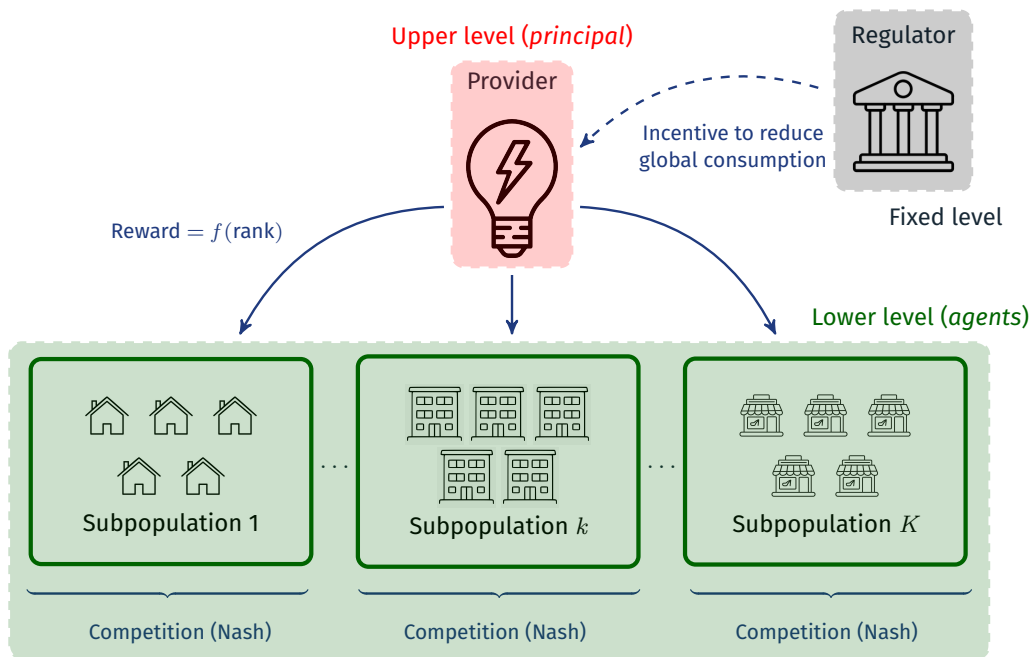 Upper level (principal)
Regulator
Provider
Incentive to reduce
global consumption
Reward = f(rank)
Fixed level
Lower level (agents)
Subpopulation 1
...
Subpopulation k
...
Subpopulation K
Competition (Nash)
Competition (Nash)
Competition (Nash)